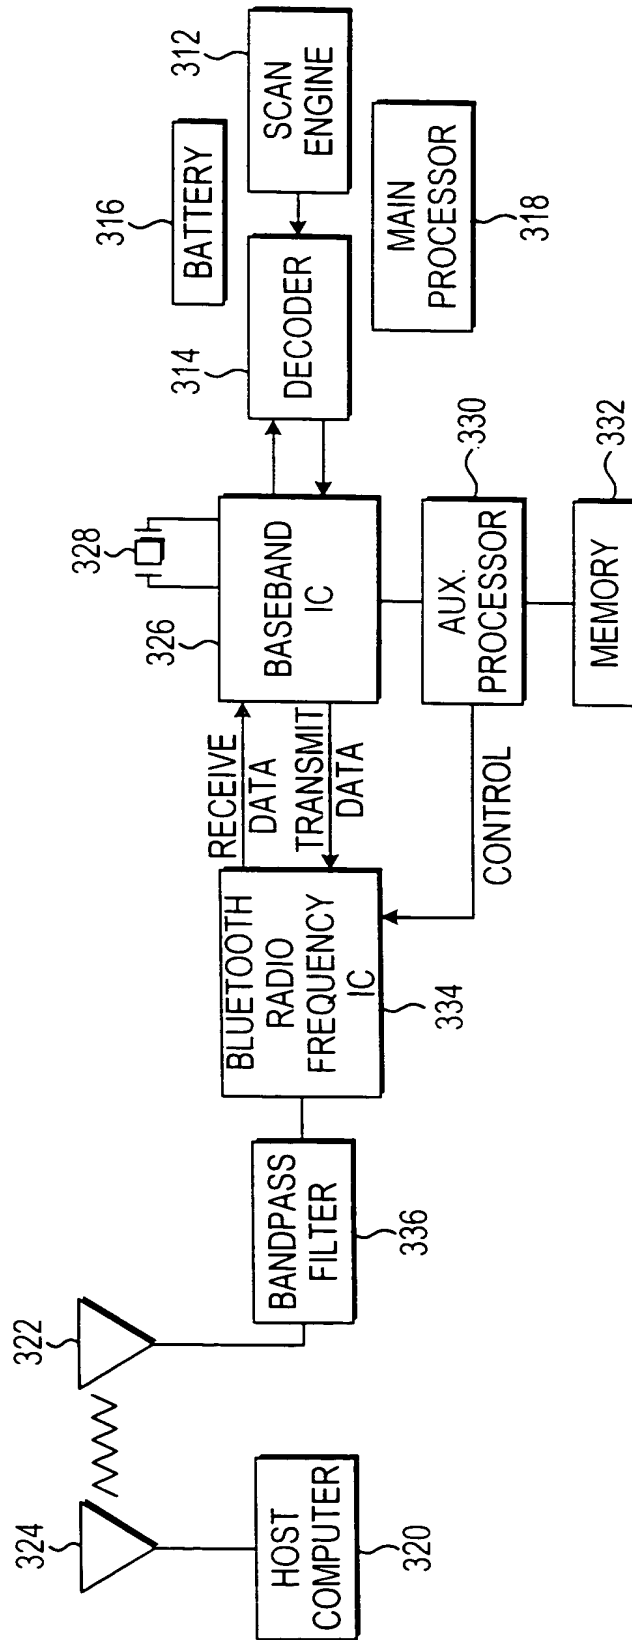 324
322
HOST
COMPUTER
320
BANDPASS
FILTER
336
BLUETOOTH
RADIO
FREQUENCY
IC
334
RECEIVE
DATA
TRANSMIT
DATA
CONTROL
328
326
BASEBAND
IC
AUX.
PROCESSOR
330
MEMORY
332
314
DECODER
316
BATTERY
312
SCAN
ENGINE
MAIN
PROCESSOR
318